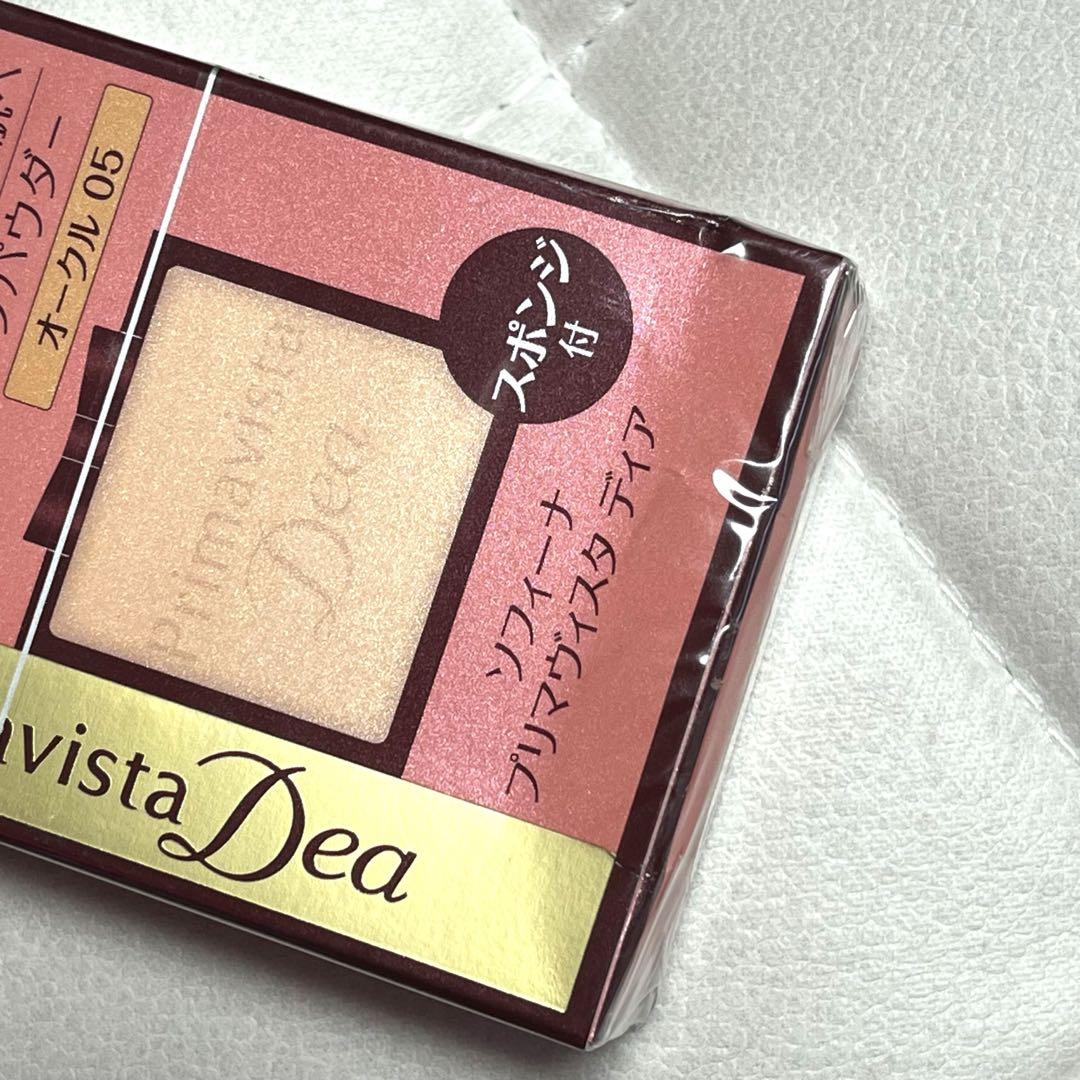 パウダー
オークル 05
Primavista
Dea
スポンジ
付
ソフィーナ
プリマヴィスタ ディア
avista Dea